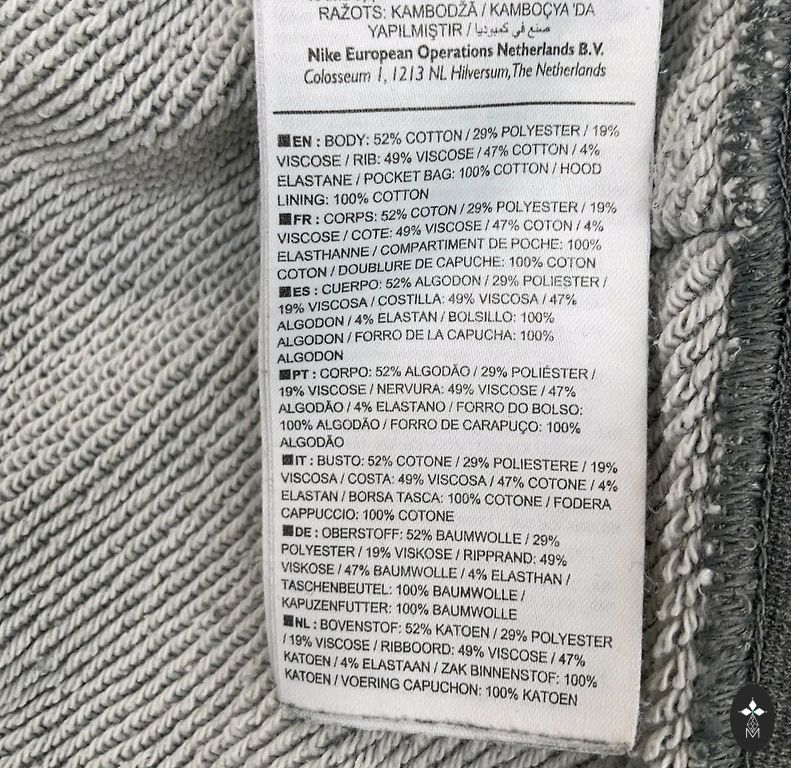 RAŽOTS: KAMBODŽĀ / KAMBOÇYA 'DA
YAPILMIŞTIR / صنع في كمبوديا
Nike European Operations Netherlands B.V.
Colosseum 1, 1213 NL Hilversum, The Netherlands
EN : BODY: 52% COTTON / 29% POLYESTER / 19%
VISCOSE / RIB: 49% VISCOSE / 47% COTTON / 4%
ELASTANE / POCKET BAG: 100% COTTON / HOOD
LINING: 100% COTTON
FR : CORPS: 52% COTON / 29% POLYESTER / 19%
VISCOSE / COTE: 49% VISCOSE / 47% COTON / 4%
ELASTHANNE / COMPARTIMENT DE POCHE: 100%
COTON / DOUBLURE DE CAPUCHE: 100% COTON
ES : CUERPO: 52% ALGODON / 29% POLIESTER /
19% VISCOSA / COSTILLA: 49% VISCOSA / 47%
ALGODON / 4% ELASTAN / BOLSILLO: 100%
ALGODON / FORRO DE LA CAPUCHA: 100%
ALGODON
PT : CORPO: 52% ALGODÃO / 29% POLIÉSTER /
19% VISCOSE / NERVURA: 49% VISCOSE / 47%
ALGODÃO / 4% ELASTANO / FORRO DO BOLSO:
100% ALGODÃO / FORRO DE CARAPUÇO: 100%
ALGODÃO
IT : BUSTO: 52% COTONE / 29% POLIESTERE / 19%
VISCOSA / COSTA: 49% VISCOSA / 47% COTONE / 4%
ELASTAN / BORSA TASCA: 100% COTONE / FODERA
CAPPUCCIO: 100% COTONE
DE : OBERSTOFF: 52% BAUMWOLLE / 29%
POLYESTER / 19% VISKOSE / RIPPRAND: 49%
VISKOSE / 47% BAUMWOLLE / 4% ELASTHAN /
TASCHENBEUTEL: 100% BAUMWOLLE /
KAPUZENFUTTER: 100% BAUMWOLLE
NL : BOVENSTOF: 52% KATOEN / 29% POLYESTER
/ 19% VISCOSE / RIBBOORD: 49% VISCOSE / 47%
KATOEN / 4% ELASTAAN / ZAK BINNENSTOF: 100%
KATOEN / VOERING CAPUCHON: 100% KATOEN
M